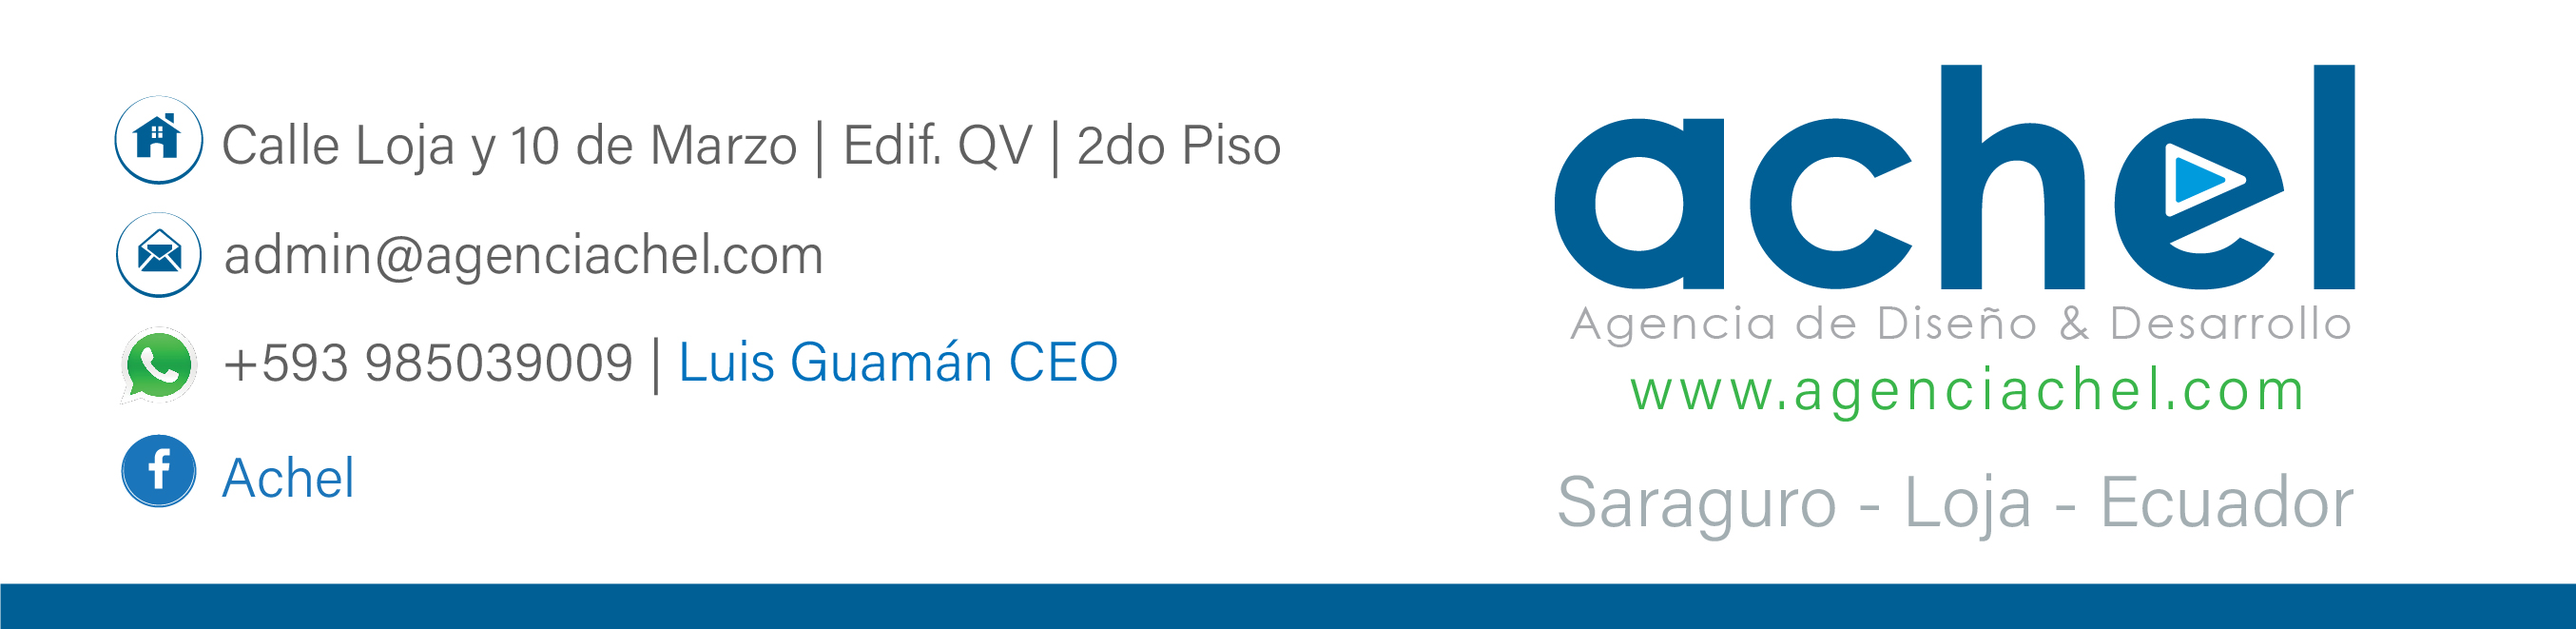 Calle Loja y 10 de Marzo | Edif. QV | 2do Piso
admin@agenciachel.com
+593 985039009 | Luis Guamán CEO
Achel
achel
Agencia de Diseño & Desarrollo
www.agenciachel.com
Saraguro - Loja - Ecuador